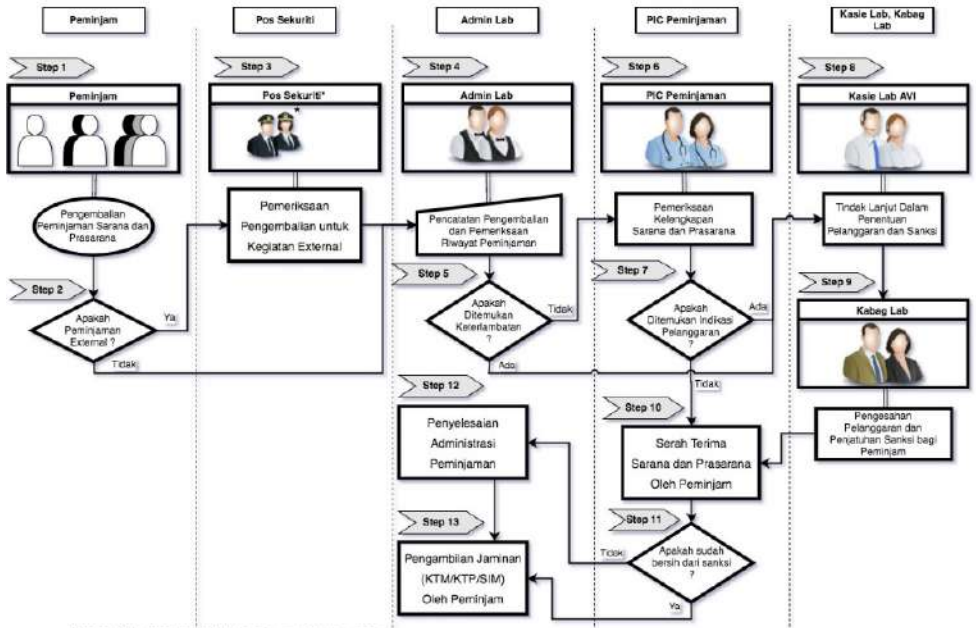 Peminjam
Pos Sekuriti
Admin Lab
PIC Peminjaman
Kasie Lab, Kabag
Lab
Step 1
Step 3
Step 4
Step 6
Step 8
Peminjam
Pos Sekuriti*
Admin Lab
PIC Peminjaman
Kasie Lab AVI
*
Pengembalian
Peminjaman Sarana dan
Prasarana
Pemeriksaan
Pengembalian untuk
Kegiatan External
Pencatatan Pengembalian
dan Pemeriksaan
Riwayat Peminjaman
Pemeriksaan
Kelengkapan
Sarana dan Prasarana
Tindak Lanjut Dalam
Penentuan
Pelanggaran dan Sanksi
Step 2
Apakah
Peminjaman
External ?
Ya
Tidak
Step 5
Apakah
Ditemukan
Keterlambatan
?
Tidak
Ada
Step 7
Apakah
Ditemukan Indikasi
Pelanggaran
?
Ada
Tidak
Step 9
Kabag Lab
Pengesahan
Pelanggaran dan
Penjatuhan Sanksi bagi
Peminjam
Step 12
Penyelesaian
Administrasi
Peminjaman
Step 10
Serah Terima
Sarana dan Prasarana
Oleh Peminjam
Step 13
Pengambilan Jaminan
(KTM/KTP/SIM)
Oleh Peminjam
Step 11
Apakah sudah
bersih dari sanksi
?
Tidak
Ya